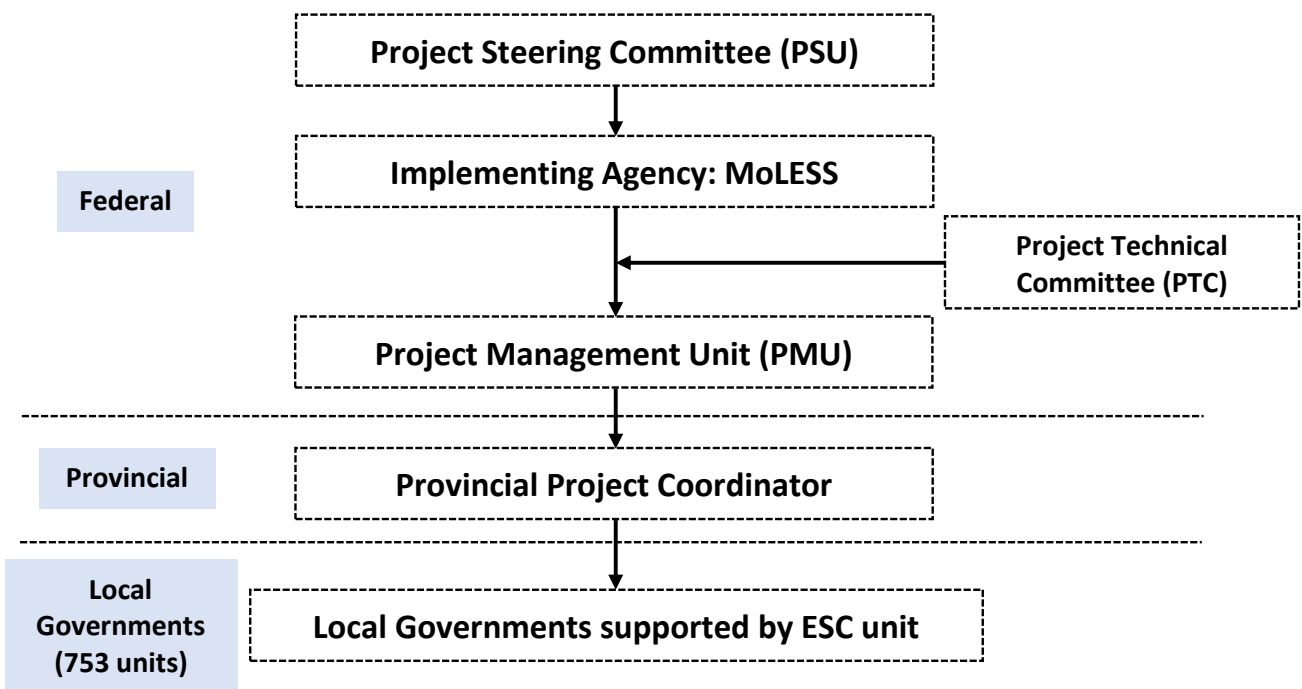 Project Steering Committee (PSU)
Implementing Agency: MoLESS
Federal
Project Technical
Committee (PTC)
Project Management Unit (PMU)
Provincial
Provincial Project Coordinator
Local
Governments
(753 units)
Local Governments supported by ESC unit